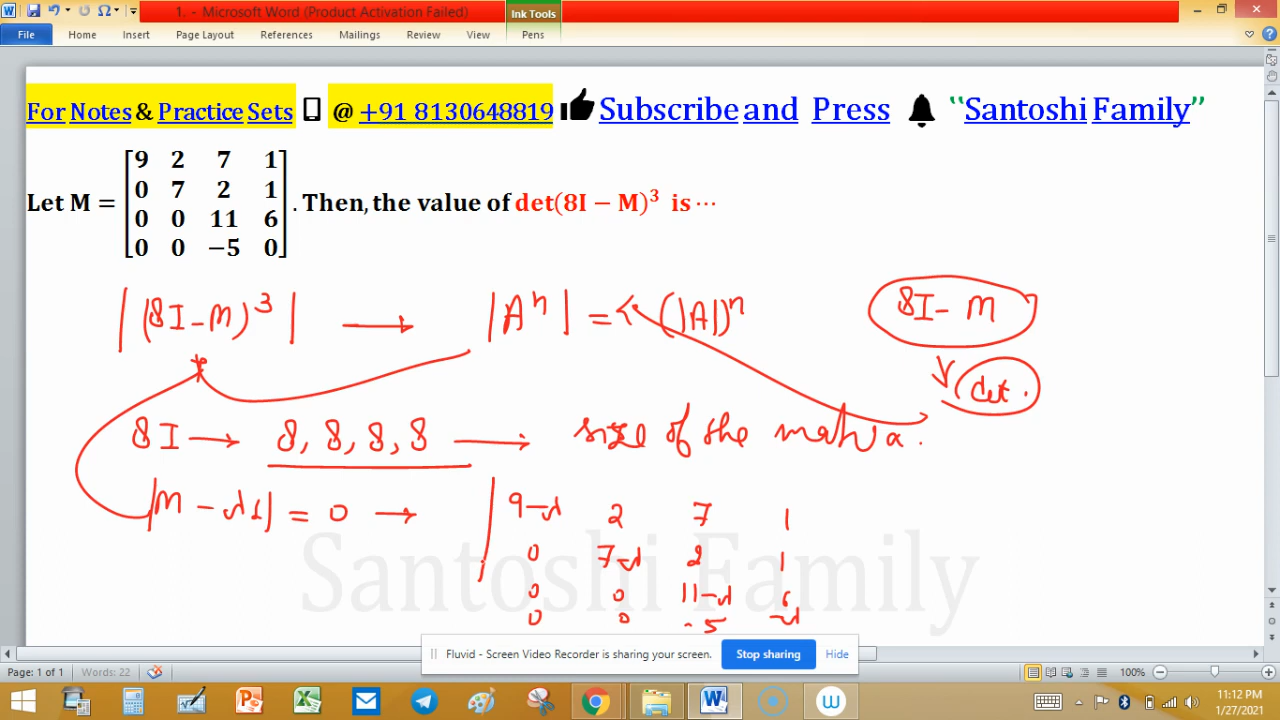 1. - Microsoft Word (Product Activation Failed)
Ink Tools
File Home Insert Page Layout References Mailings Review View Pens
For Notes & Practice Sets @ +91 8130648819 Subscribe and Press “Santoshi Family”
Let M = [9 2 7 1
0 7 2 1
0 0 11 6
0 0 −5 0]. Then, the value of det(8I − M)³ is ⋯
|(8I-M)³| → |Aⁿ| = (|A|)ⁿ
8I - M
det.
8I → 8, 8, 8, 8 → size of the matrix.
|M - λI| = 0 → | 9-λ 2 7 1
0 7-λ 2 1
0 0 11-λ 6
0 0 -5 -λ
Santoshi Family
Fluvid - Screen Video Recorder is sharing your screen. Stop sharing Hide
Page: 1 of 1 Words: 22 100%
11:12 PM
1/27/2021